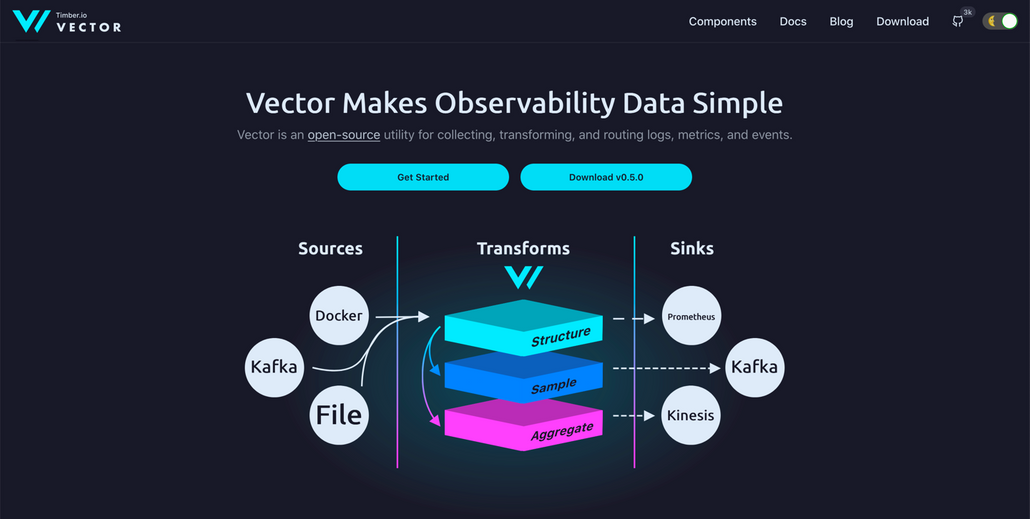 Timber.io
VECTOR
Components Docs Blog Download 3k
Vector Makes Observability Data Simple
Vector is an open-source utility for collecting, transforming, and routing logs, metrics, and events.
Get Started Download v0.5.0
Sources Transforms Sinks
Docker
Kafka
File
Structure
Sample
Aggregate
Prometheus
Kafka
Kinesis